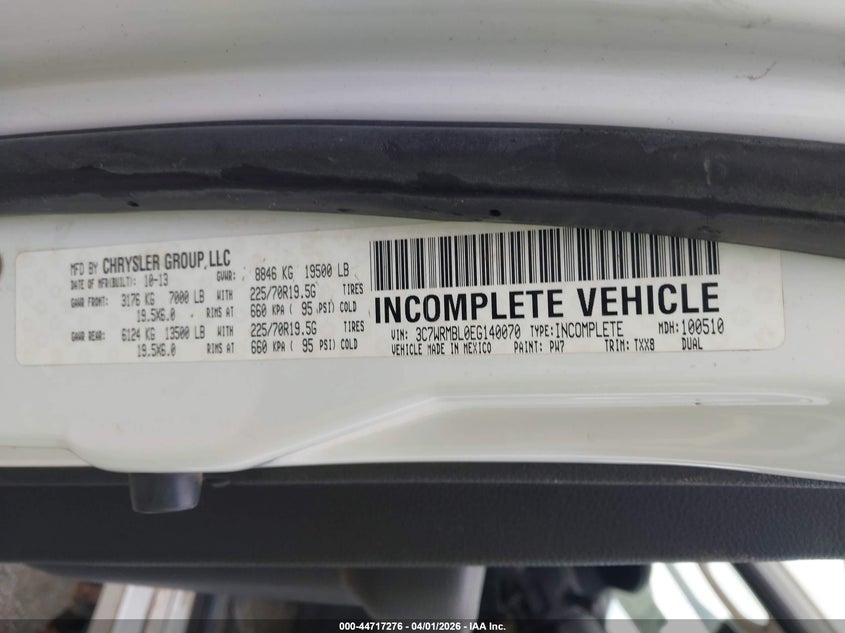 MFD BY CHRYSLER GROUP, LLC
DATE OF MFR(BUILT): 10-13 GVWR: 8846 KG 19500 LB
GAWR FRONT: 3176 KG 7000 LB WITH 225/70R19.5G TIRES
19.5X6.0 RIMS AT 660 KPA ( 95 PSI) COLD
GAWR REAR: 6124 KG 13500 LB WITH 225/70R19.5G TIRES
19.5X6.0 RIMS AT 660 KPA ( 95 PSI) COLD
INCOMPLETE VEHICLE
VIN: 3C7WRMBL0EG140070 TYPE: INCOMPLETE MDH: 100510
VEHICLE MADE IN MEXICO PAINT: PW7 TRIM: TXX8 DUAL
000-44717276 - 04/01/2026 - IAA Inc.